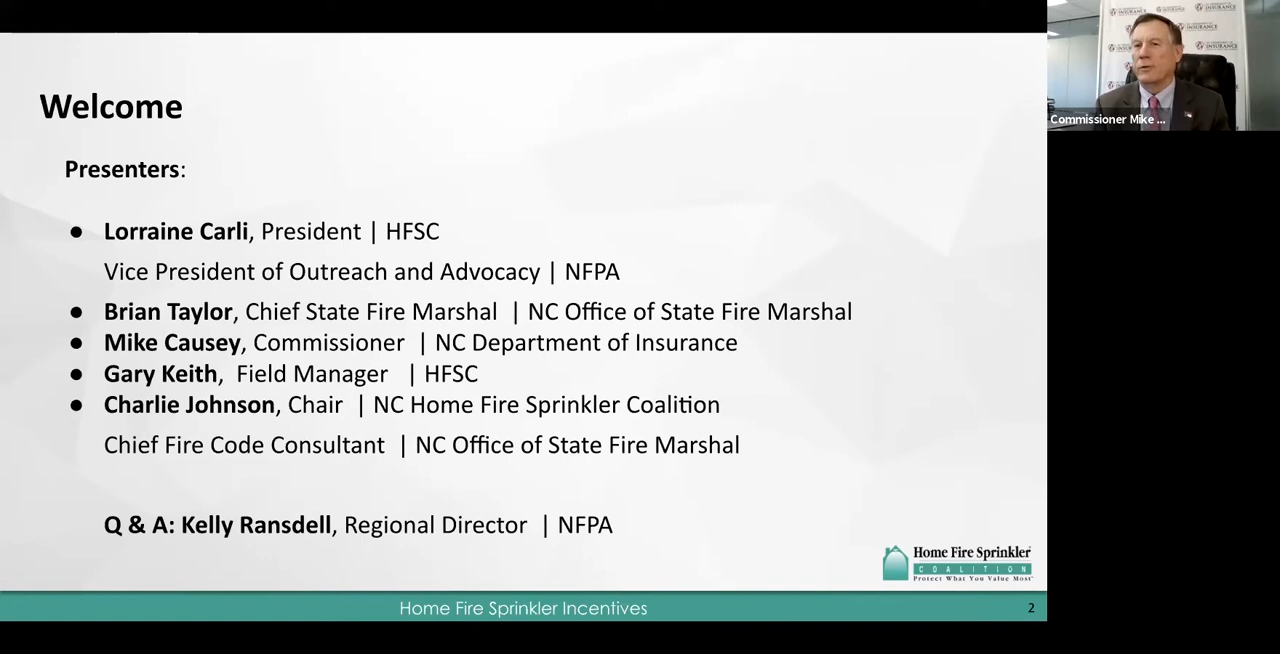 Welcome
Presenters:
● Lorraine Carli, President | HFSC
Vice President of Outreach and Advocacy | NFPA
● Brian Taylor, Chief State Fire Marshal | NC Office of State Fire Marshal
● Mike Causey, Commissioner | NC Department of Insurance
● Gary Keith, Field Manager | HFSC
● Charlie Johnson, Chair | NC Home Fire Sprinkler Coalition
Chief Fire Code Consultant | NC Office of State Fire Marshal
Q & A: Kelly Ransdell, Regional Director | NFPA
Home Fire Sprinkler
COALITION
Protect What You Value Most
Home Fire Sprinkler Incentives
2
INSURANCE
INSURANCE
INSURANCE
Commissioner Mike ...